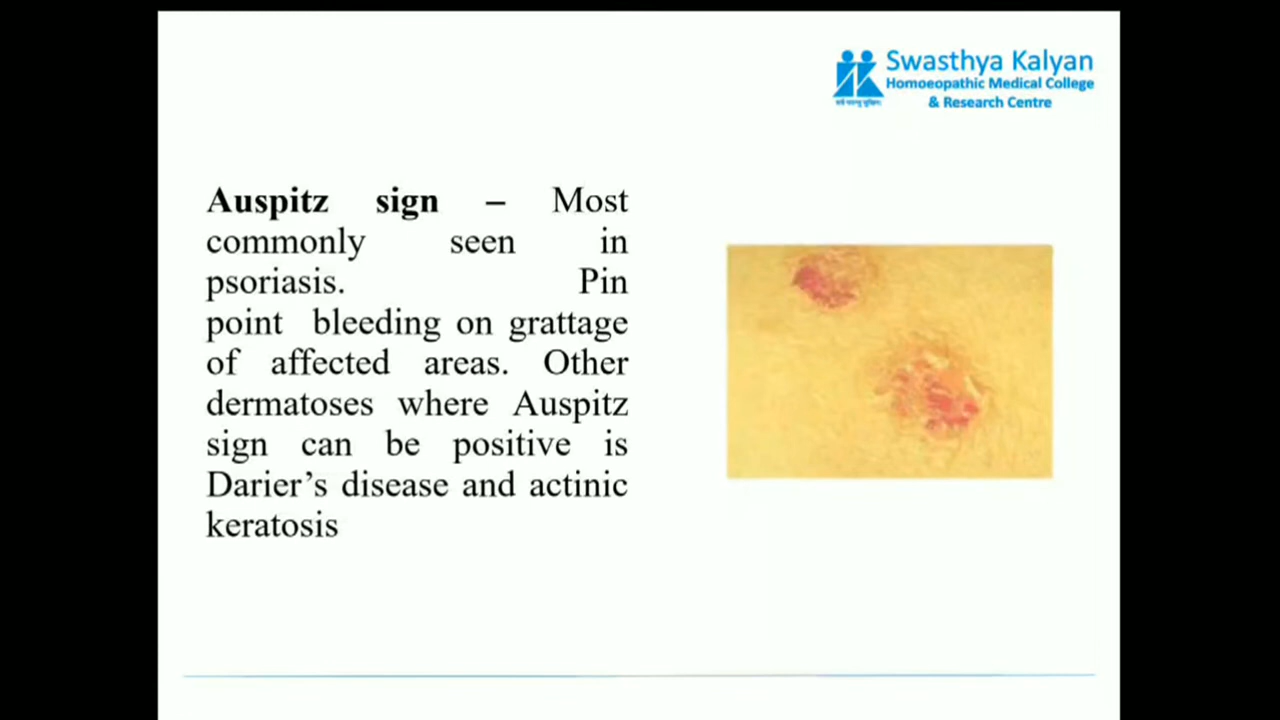 Swasthya Kalyan
Homoeopathic Medical College
& Research Centre
Auspitz sign – Most
commonly seen in
psoriasis. Pin
point bleeding on grattage
of affected areas. Other
dermatoses where Auspitz
sign can be positive is
Darier’s disease and actinic
keratosis